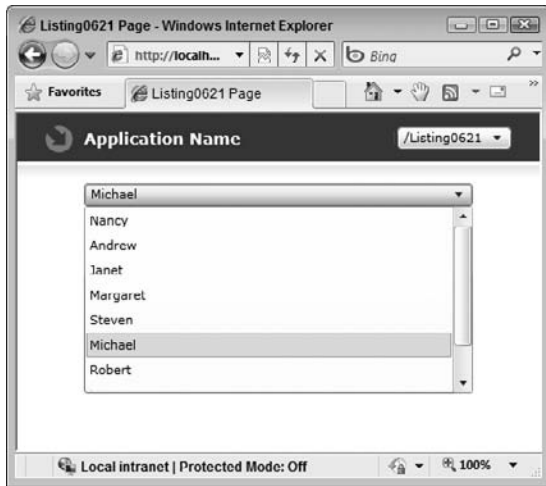 Listing0621 Page - Windows Internet Explorer
http://localh...
Bing
Favorites
Listing0621 Page
Application Name
/Listing0621
Michael
Nancy
Andrew
Janet
Margaret
Steven
Michael
Robert
Local intranet | Protected Mode: Off
100%